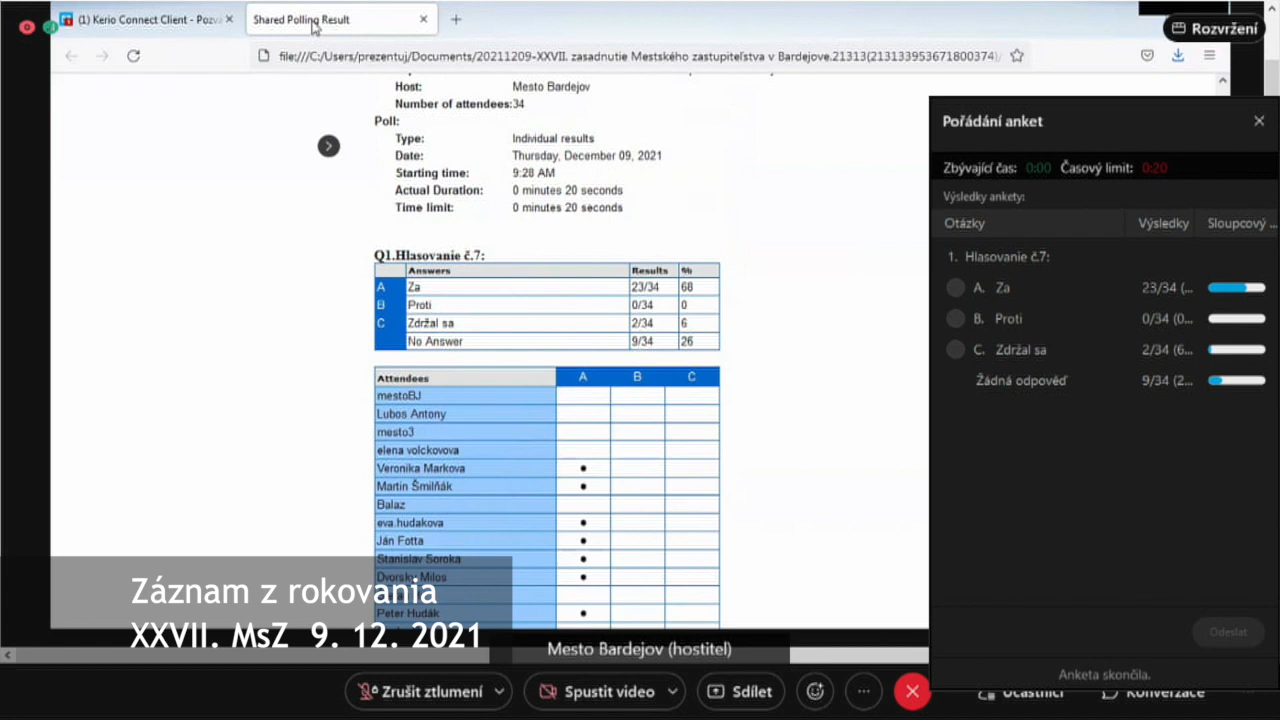 (1) Kerio Connect Client - Pozva
Shared Polling Result
Rozvržení
file:///C:/Users/prezentuj/Documents/20211209-XXVII. zasadnutie Mestského zastupiteľstva v Bardejove.21313(213133953671800374)/
Host: Mesto Bardejov
Number of attendees:34
Poll:
Type: Individual results
Date: Thursday, December 09, 2021
Starting time: 9:28 AM
Actual Duration: 0 minutes 20 seconds
Time limit: 0 minutes 20 seconds
Q1.Hlasovanie č.7:
Answers Results %
A Za 23/34 68
B Proti 0/34 0
C Zdržal sa 2/34 6
No Answer 9/34 26
Attendees A B C
mestoBJ
Lubos Antony
mesto3
elena volckovova
Veronika Markova •
Martin Šmilňák •
Balaz
eva.hudakova •
Ján Fotta •
Stanislav Soroka •
Dvorsky Milos •
Peter Hudák •
Záznam z rokovania
XXVII. MsZ 9. 12. 2021
Pořádání anket
Zbývající čas: 0:00 Časový limit: 0:20
Výsledky ankety:
Otázky Výsledky Sloupcový ...
1. Hlasovanie č.7:
A. Za 23/34 (...
B. Proti 0/34 (0...
C. Zdržal sa 2/34 (6...
Žádná odpověď 9/34 (2...
Odeslat
Anketa skončila.
Mesto Bardejov (hostitel)
Zrušit ztlumení
Spustit video
Sdílet
Účastníci
Konverzace